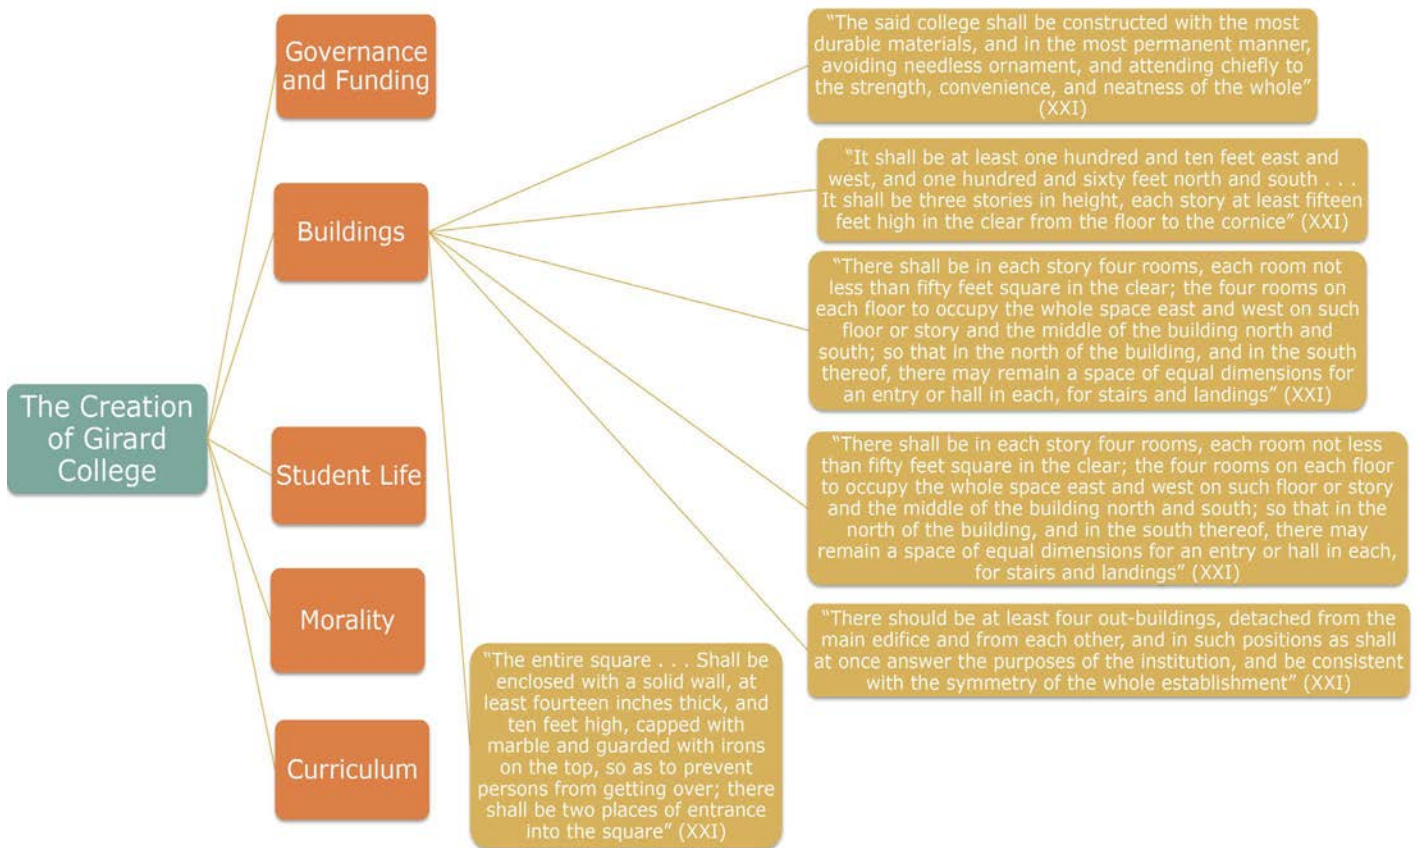 The Creation
of Girard
College
Governance
and Funding
Buildings
Student Life
Morality
Curriculum
“The said college shall be constructed with the most
durable materials, and in the most permanent manner,
avoiding needless ornament, and attending chiefly to
the strength, convenience, and neatness of the whole”
(XXI)
“It shall be at least one hundred and ten feet east and
west, and one hundred and sixty feet north and south . . .
It shall be three stories in height, each story at least fifteen
feet high in the clear from the floor to the cornice” (XXI)
“There shall be in each story four rooms, each room not
less than fifty feet square in the clear; the four rooms on
each floor to occupy the whole space east and west on such
floor or story and the middle of the building north and
south; so that in the north of the building, and in the south
thereof, there may remain a space of equal dimensions for
an entry or hall in each, for stairs and landings” (XXI)
“There shall be in each story four rooms, each room not less
than fifty feet square in the clear; the four rooms on each floor
to occupy the whole space east and west on such floor or story
and the middle of the building north and south; so that in the
north of the building, and in the south thereof, there may
remain a space of equal dimensions for an entry or hall in each,
for stairs and landings” (XXI)
“There should be at least four out-buildings, detached from the
main edifice and from each other, and in such positions as shall
at once answer the purposes of the institution, and be consistent
with the symmetry of the whole establishment” (XXI)
“The entire square . . . Shall be
enclosed with a solid wall, at
least fourteen inches thick, and
ten feet high, capped with
marble and guarded with irons
on the top, so as to prevent
persons from getting over; there
shall be two places of entrance
into the square” (XXI)